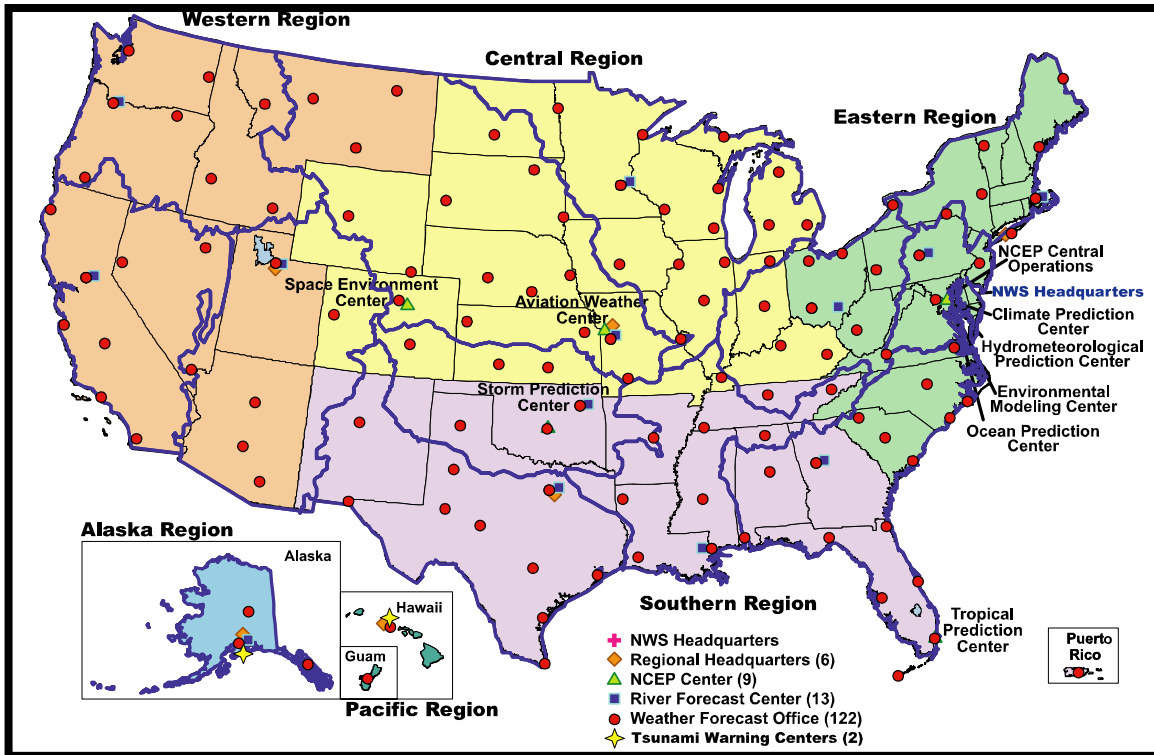 Western Region
Central Region
Eastern Region
NCEP Central
Operations
NWS Headquarters
Climate Prediction
Center
Hydrometeorological
Prediction Center
Environmental
Modeling Center
Ocean Prediction
Center
Space Environment
Center
Aviation Weather
Center
Storm Prediction
Center
Alaska Region
Alaska
Hawaii
Guam
Pacific Region
Southern Region
NWS Headquarters
Regional Headquarters (6)
NCEP Center (9)
River Forecast Center (13)
Weather Forecast Office (122)
Tsunami Warning Centers (2)
Tropical
Prediction
Center
Puerto
Rico